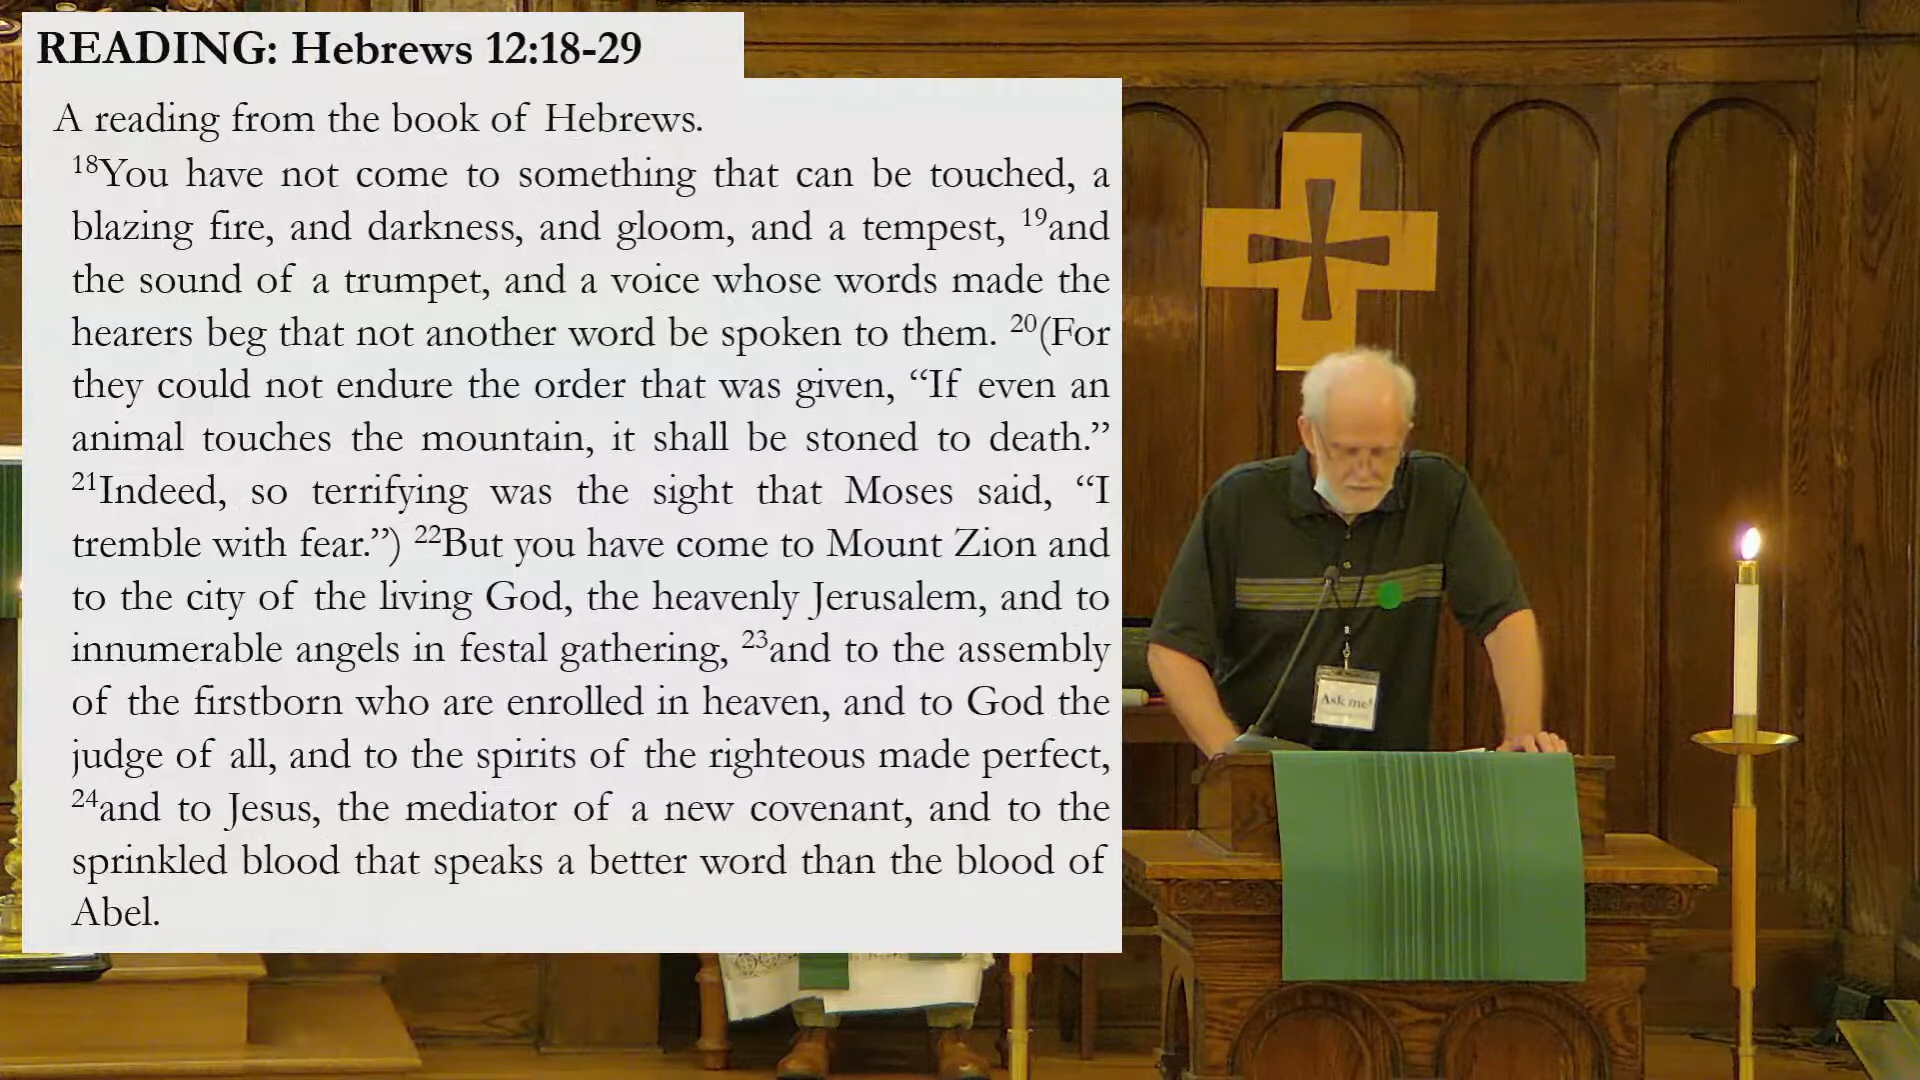 READING: Hebrews 12:18-29
A reading from the book of Hebrews.
¹⁸You have not come to something that can be touched, a
blazing fire, and darkness, and gloom, and a tempest, ¹⁹and
the sound of a trumpet, and a voice whose words made the
hearers beg that not another word be spoken to them. ²⁰(For
they could not endure the order that was given, “If even an
animal touches the mountain, it shall be stoned to death.”
²¹Indeed, so terrifying was the sight that Moses said, “I
tremble with fear.”) ²²But you have come to Mount Zion and
to the city of the living God, the heavenly Jerusalem, and to
innumerable angels in festal gathering, ²³and to the assembly
of the firstborn who are enrolled in heaven, and to God the
judge of all, and to the spirits of the righteous made perfect,
²⁴and to Jesus, the mediator of a new covenant, and to the
sprinkled blood that speaks a better word than the blood of
Abel.
Ask me!